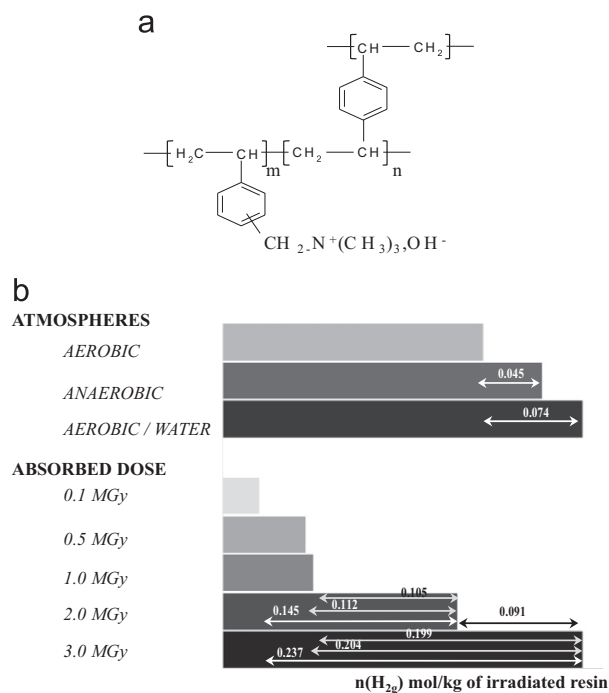 a
[CH CH2]
[H2C CH]m [CH2 CH]n
CH2-N+(CH3)3,OH-
b
ATMOSPHERES
AEROBIC
0.045
ANAEROBIC
0.074
AEROBIC / WATER
ABSORBED DOSE
0.1 MGy
0.5 MGy
1.0 MGy
0.105
2.0 MGy
0.112
0.145
0.091
0.199
3.0 MGy
0.204
0.237
n(H2g) mol/kg of irradiated resin